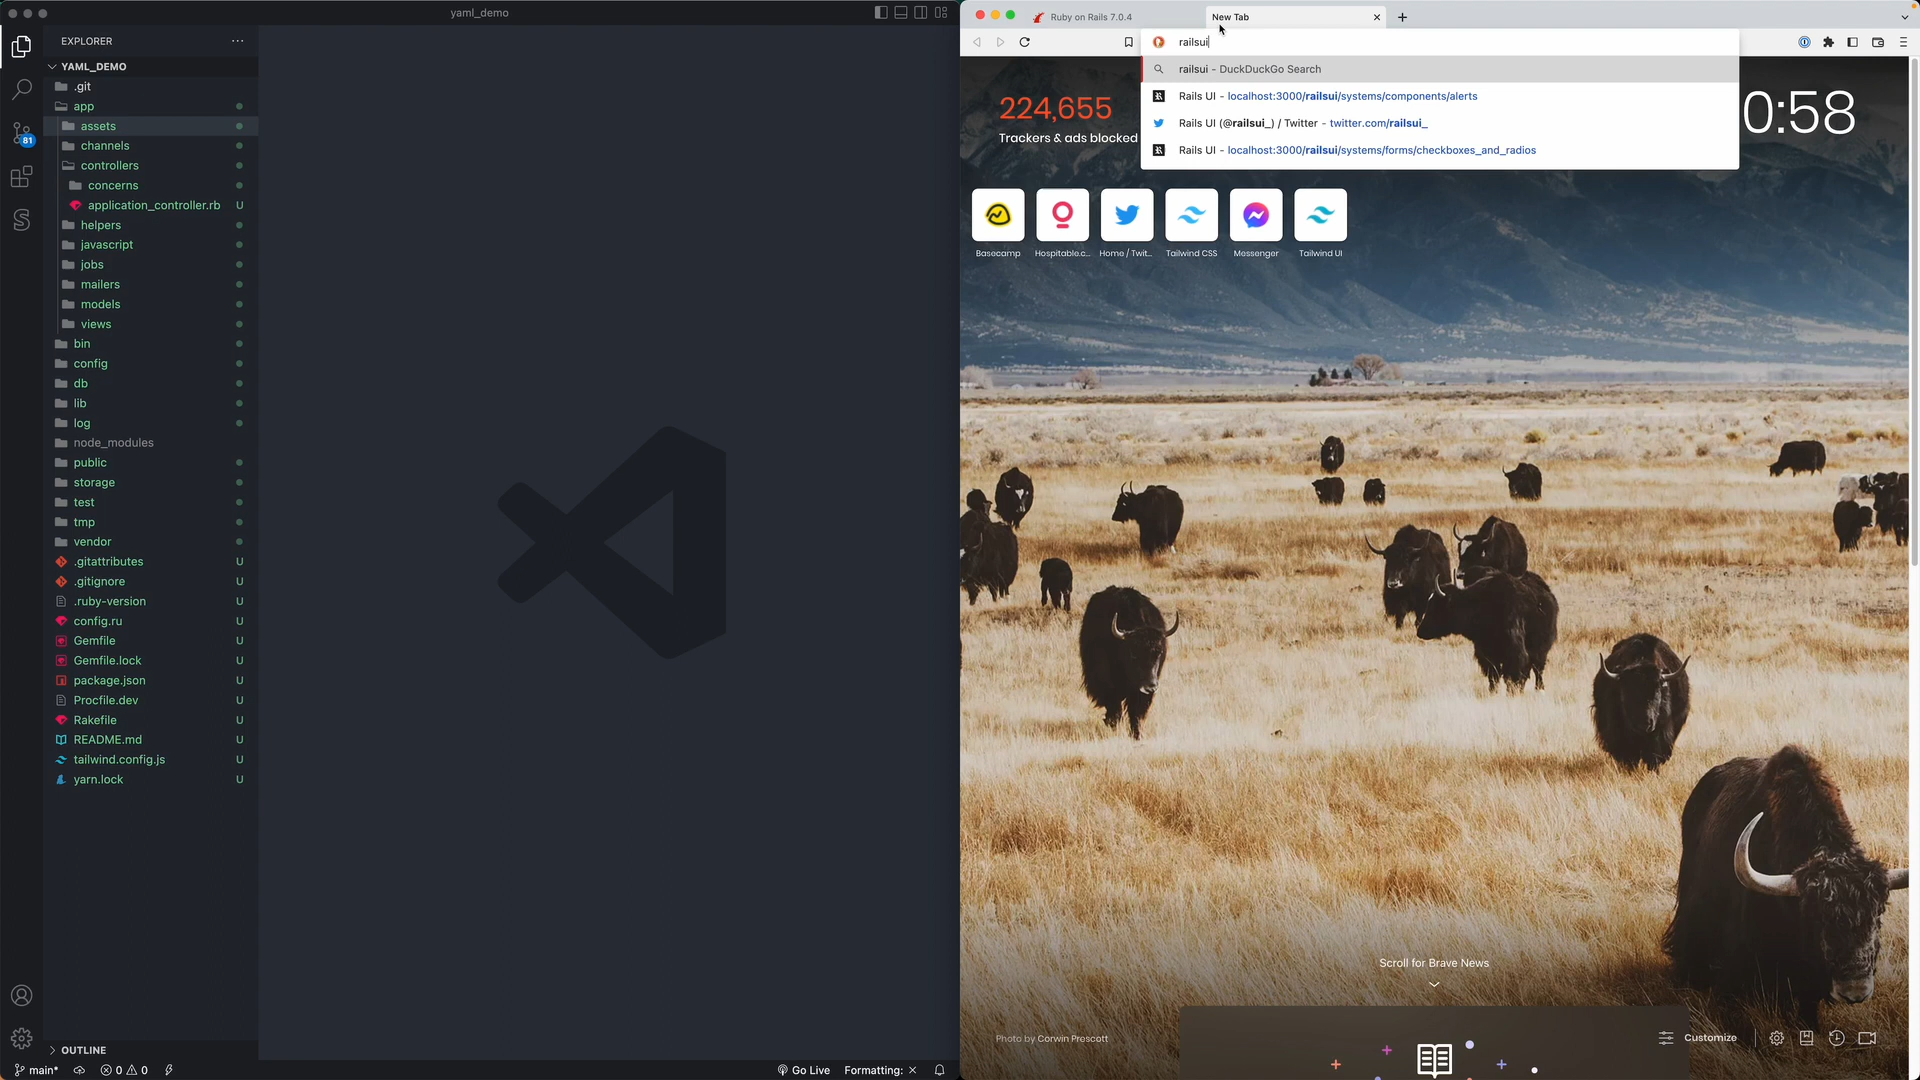 yaml_demo
EXPLORER
YAML_DEMO
.git
app
assets
channels
controllers
concerns
application_controller.rb U
helpers
javascript
jobs
mailers
models
views
bin
config
db
lib
log
node_modules
public
storage
test
tmp
vendor
.gitattributes U
.gitignore U
.ruby-version U
config.ru U
Gemfile U
Gemfile.lock U
package.json U
Procfile.dev U
Rakefile U
README.md U
tailwind.config.js U
yarn.lock U
OUTLINE
81
main* 0 0 Go Live Formatting: ×
Ruby on Rails 7.0.4 New Tab
railsui
railsui - DuckDuckGo Search
Rails UI - localhost:3000/railsui/systems/components/alerts
Rails UI (@railsui_) / Twitter - twitter.com/railsui_
Rails UI - localhost:3000/railsui/systems/forms/checkboxes_and_radios
224,655
Trackers & ads blocked
0:58
Basecamp Hospitable.c... Home / Twit... Tailwind CSS Messenger Tailwind UI
Scroll for Brave News
Photo by Corwin Prescott
Customize